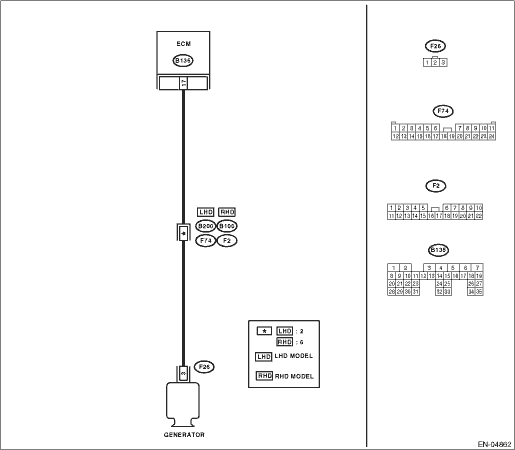 ECM
B136
17
LHD RHD
B200 B100
F74 F2
*
* LHD : 2
RHD : 6
LHD LHD MODEL
RHD RHD MODEL
3
F26
GENERATOR
F26
1 2 3
F74
1 2 3 4 5 6 7 8 9 10 11
12 13 14 15 16 17 18 19 20 21 22 23 24
F2
1 2 3 4 5 6 7 8 9 10
11 12 13 14 15 16 17 18 19 20 21 22
B136
1 2 3 4 5 6 7
8 9 10 11 12 13 14 15 16 17 18 19
20 21 22 23 24 25 26 27
28 29 30 31 32 33 34 35
EN-04862